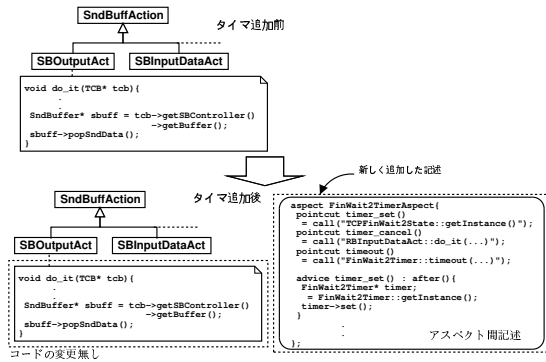 SndBuffAction
タイマ追加前
SBOutputAct
SBInputDataAct
void do_it(TCB* tcb){
.
.
SndBuffer* sbuff = tcb->getSBController()
->getBuffer();
sbuff->popSndData();
}
新しく追加した記述
SndBuffAction
タイマ追加後
SBOutputAct
SBInputDataAct
void do_it(TCB* tcb){
.
.
SndBuffer* sbuff = tcb->getSBController()
->getBuffer();
sbuff->popSndData();
}
コードの変更無し
aspect FinWait2TimerAspect{
pointcut timer_set()
= call("TCPFinWait2State::getInstance()");
pointcut timer_cancel()
= call("RBInputDataAct::do_it(...)");
pointcut timeout()
= call("FinWait2Timer::timeout(...)");
advice timer_set() : after(){
FinWait2Timer* timer;
= FinWait2Timer::getInstance();
timer->set();
}
.
.
};
アスペクト間記述